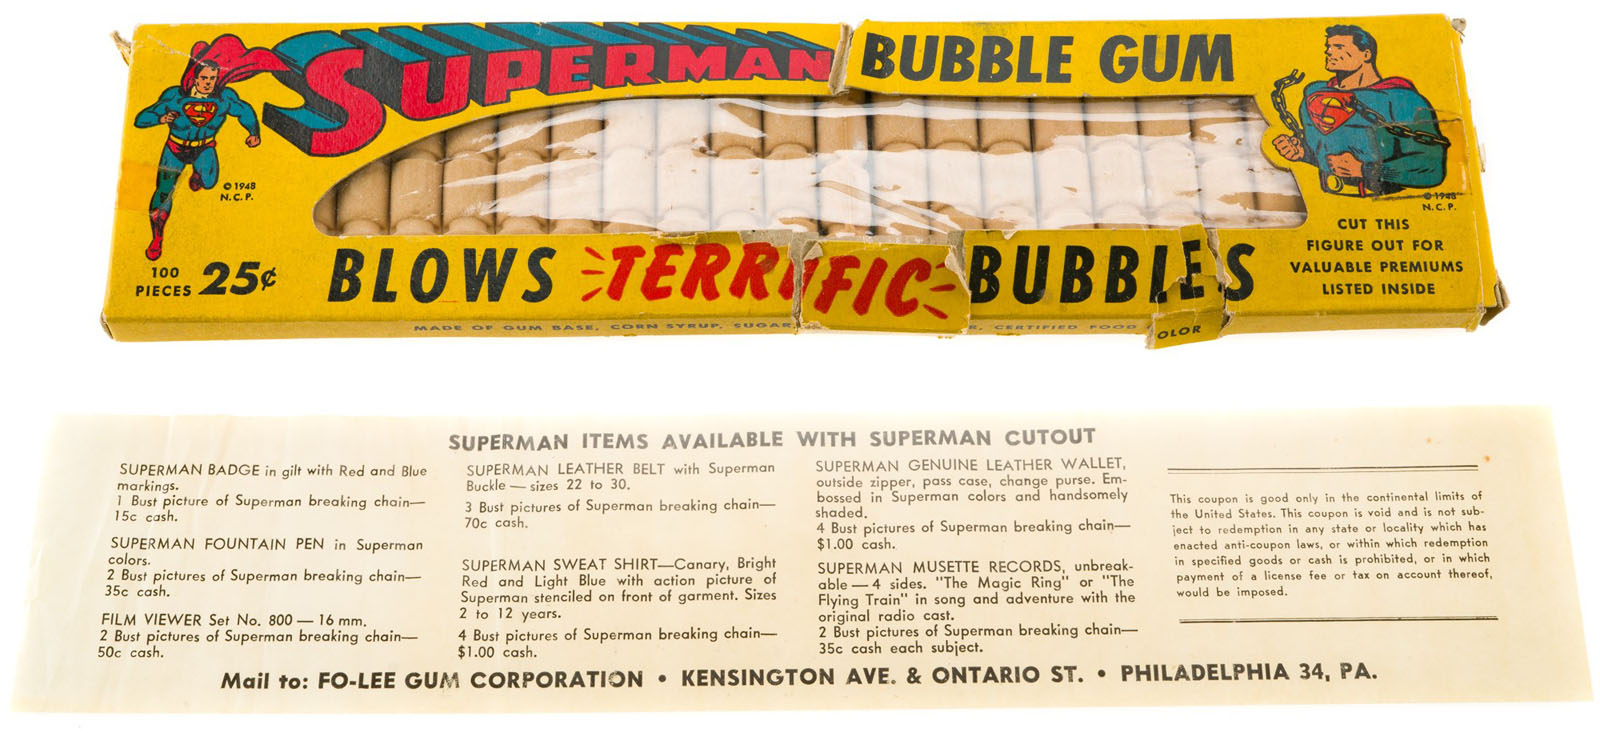 SUPERMAN BUBBLE GUM
© 1948
N.C.P.
100
PIECES 25¢
BLOWS TERRIFIC BUBBLES
© 1948
N.C.P.
CUT THIS
FIGURE OUT FOR
VALUABLE PREMIUMS
LISTED INSIDE
MADE OF GUM BASE, CORN SYRUP, SUGAR, CERTIFIED FOOD OLOR
SUPERMAN ITEMS AVAILABLE WITH SUPERMAN CUTOUT
SUPERMAN BADGE in gilt with Red and Blue
markings.
1 Bust picture of Superman breaking chain—
15c cash.
SUPERMAN FOUNTAIN PEN in Superman
colors.
2 Bust pictures of Superman breaking chain—
35c cash.
FILM VIEWER Set No. 800 — 16 mm.
2 Bust pictures of Superman breaking chain—
50c cash.
SUPERMAN LEATHER BELT with Superman
Buckle — sizes 22 to 30.
3 Bust pictures of Superman breaking chain—
70c cash.
SUPERMAN SWEAT SHIRT—Canary, Bright
Red and Light Blue with action picture of
Superman stenciled on front of garment. Sizes
2 to 12 years.
4 Bust pictures of Superman breaking chain—
$1.00 cash.
SUPERMAN GENUINE LEATHER WALLET,
outside zipper, pass case, change purse. Em-
bossed in Superman colors and handsomely
shaded.
4 Bust pictures of Superman breaking chain—
$1.00 cash.
SUPERMAN MUSETTE RECORDS, unbreak-
able — 4 sides. "The Magic Ring" or "The
Flying Train" in song and adventure with the
original radio cast.
2 Bust pictures of Superman breaking chain—
35c cash each subject.
This coupon is good only in the continental limits of
the United States. This coupon is void and is not sub-
ject to redemption in any state or locality which has
enacted anti-coupon laws, or within which redemption
in specified goods or cash is prohibited, or in which
payment of a license fee or tax on account thereof,
would be imposed.
Mail to: FO-LEE GUM CORPORATION • KENSINGTON AVE. & ONTARIO ST. • PHILADELPHIA 34, PA.